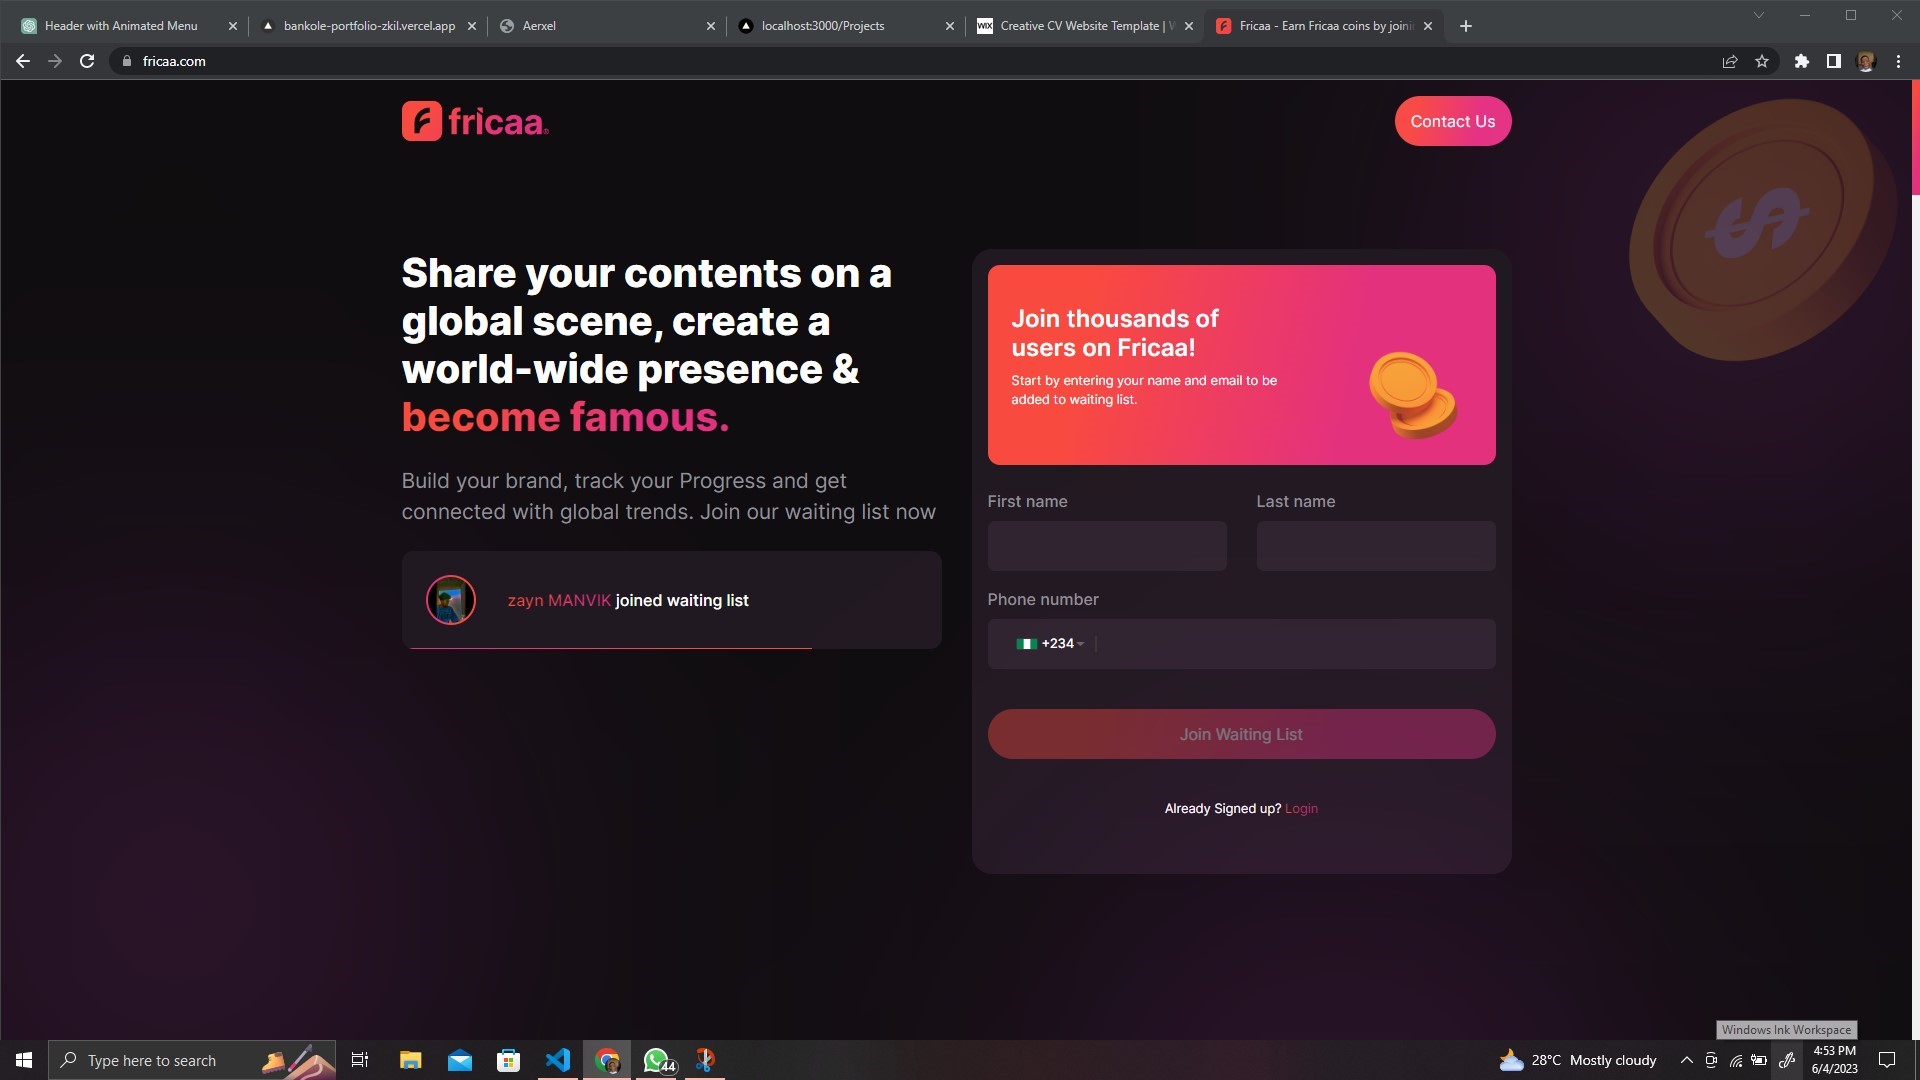 Header with Animated Menu
bankole-portfolio-zkil.vercel.app
Aerxel
localhost:3000/Projects
WIX
Creative CV Website Template |
Fricaa - Earn Fricaa coins by joini
fricaa.com
fricaa
Contact Us
Share your contents on a
global scene, create a
world-wide presence &
become famous.
Build your brand, track your Progress and get
connected with global trends. Join our waiting list now
zayn MANVIK joined waiting list
Join thousands of
users on Fricaa!
Start by entering your name and email to be
added to waiting list.
First name
Last name
Phone number
+234
Join Waiting List
Already Signed up? Login
Windows Ink Workspace
Type here to search
44
28°C Mostly cloudy
4:53 PM
6/4/2023